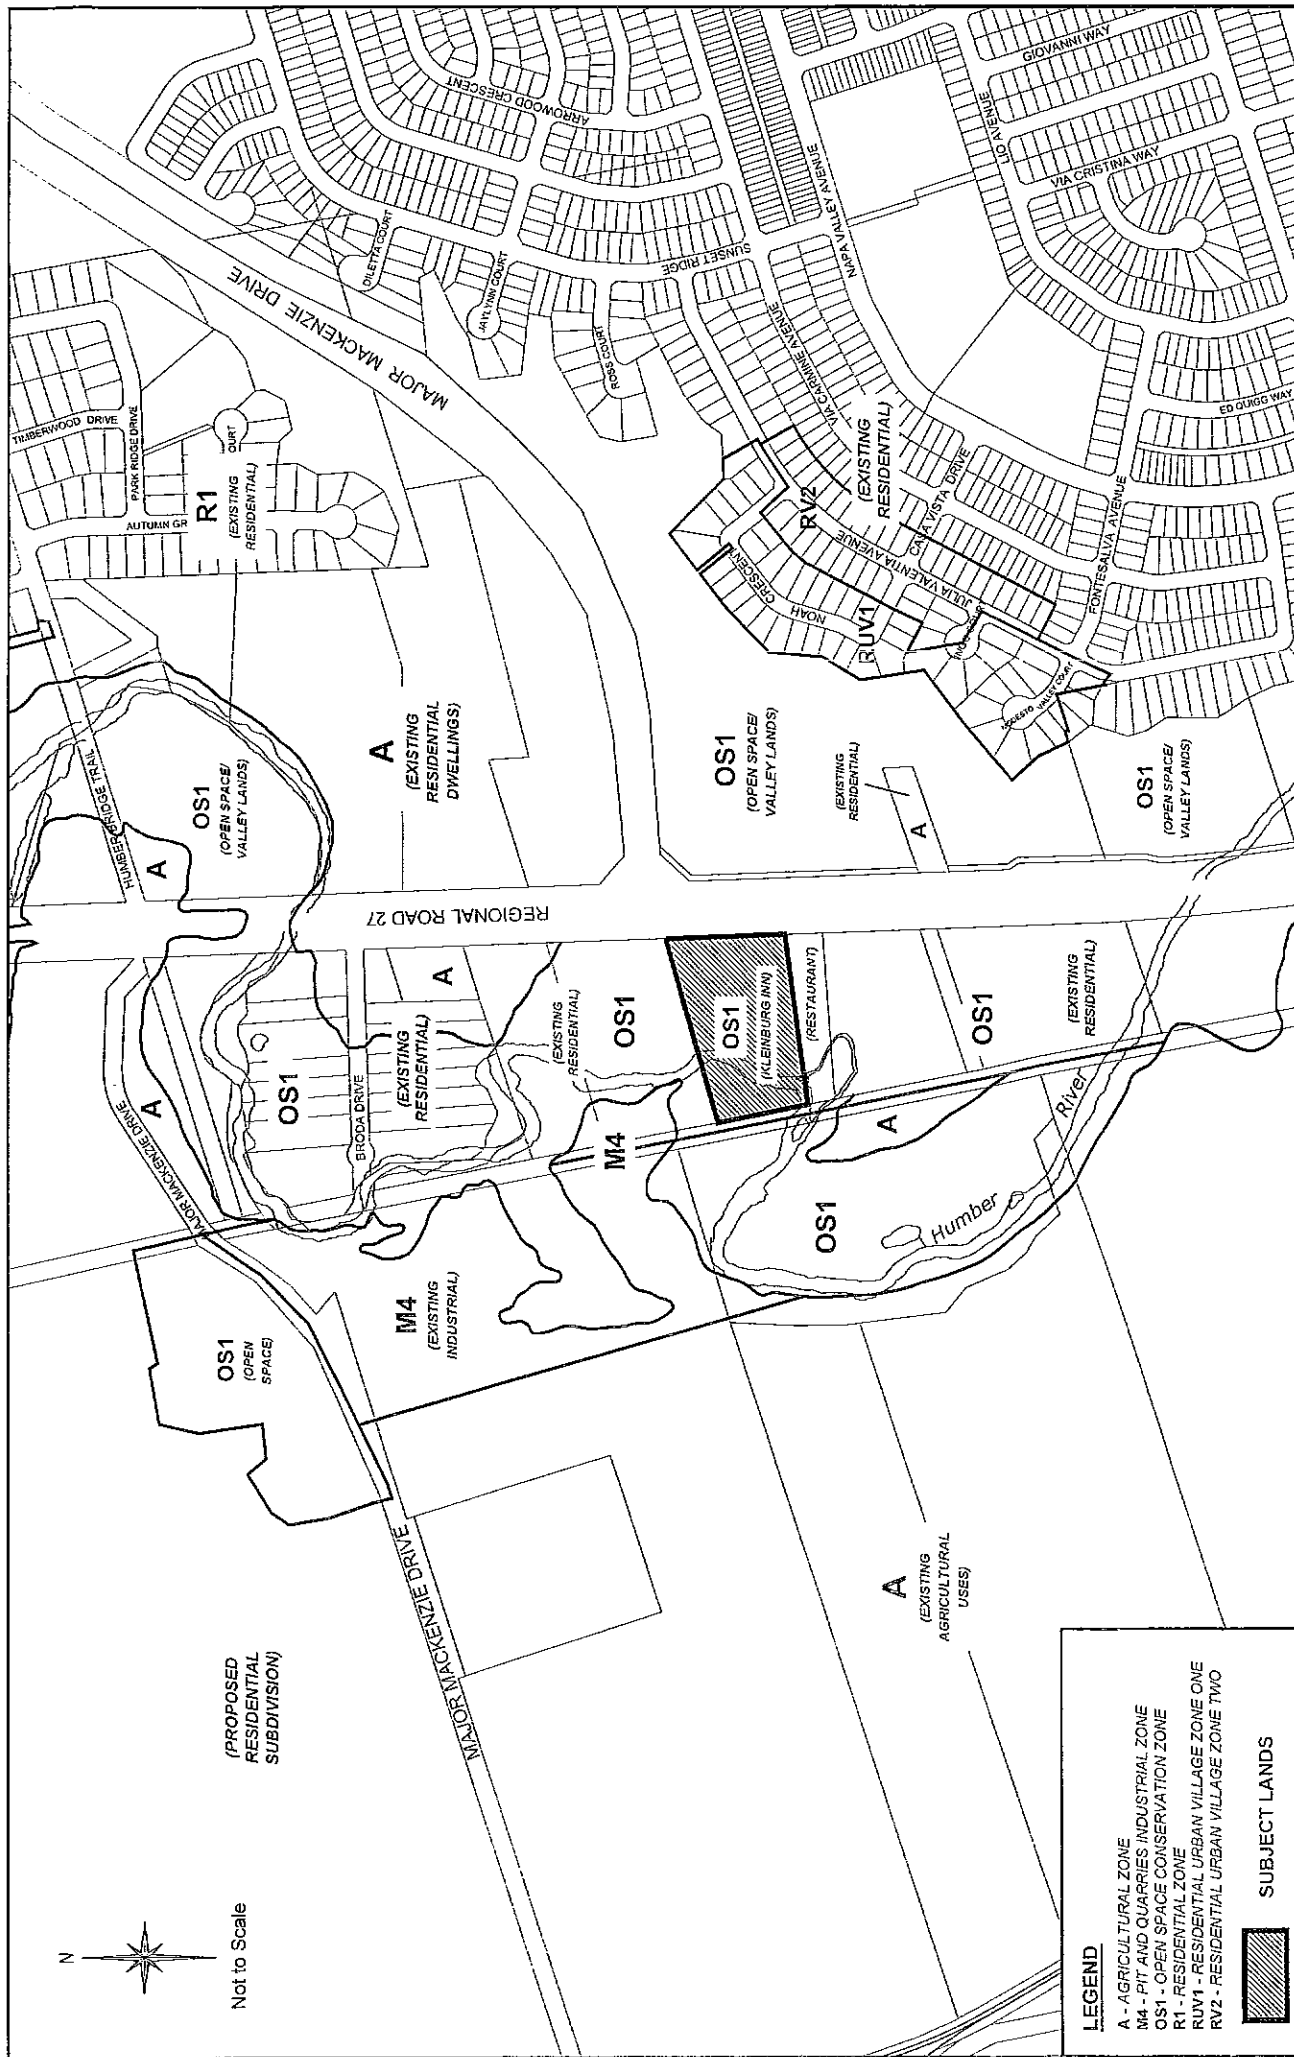 N
Not to Scale
(PROPOSED
RESIDENTIAL
SUBDIVISION)
MAJOR MACKENZIE DRIVE
OS1
(OPEN
SPACE)
MAJOR MACKENZIE DRIVE
MAJOR MACKENZIE DRIVE
M4
(EXISTING
INDUSTRIAL)
A
(EXISTING
AGRICULTURAL
USES)
A
OS1
BRODA DRIVE
(EXISTING
RESIDENTIAL)
A
M4
(EXISTING
RESIDENTIAL)
OS1
OS1
(KLEINBURG INN)
(RESTAURANT)
A
OS1
Humber
River
OS1
(EXISTING
RESIDENTIAL)
REGIONAL ROAD 27
HUMBER BRIDGE TRAIL
A
OS1
(OPEN SPACE/
VALLEY LANDS)
A
(EXISTING
RESIDENTIAL
DWELLINGS)
OS1
(OPEN SPACE/
VALLEY LANDS)
(EXISTING
RESIDENTIAL)
A
OS1
(OPEN SPACE/
VALLEY LANDS)
TIMBERWOOD DRIVE
PARK RIDGE DRIVE
AUTUMN GR
OURT
R1
(EXISTING
RESIDENTIAL)
MAJOR MACKENZIE DRIVE
MAJOR MACKENZIE DRIVE
DILETTA COURT
JAYLYNN COURT
ROSS COURT
ARROWOOD CRESCENT
SUNSET RIDGE
VIA CARMINE AVENUE
NAPA VALLEY AVENUE
RV2
(EXISTING
RESIDENTIAL)
CASA VISTA DRIVE
JULIA VALENTIA AVENUE
NOAH CRESCENT
RUV1
MODESTO VALLEY COURT
FONTESALVA AVENUE
ED QUIGG WAY
LIO AVENUE
VIA CRISTINA WAY
GIOVANNI WAY
LEGEND
A - AGRICULTURAL ZONE
M4 - PIT AND QUARRIES INDUSTRIAL ZONE
OS1 - OPEN SPACE CONSERVATION ZONE
R1 - RESIDENTIAL ZONE
RUV1 - RESIDENTIAL URBAN VILLAGE ZONE ONE
RV2 - RESIDENTIAL URBAN VILLAGE ZONE TWO
SUBJECT LANDS